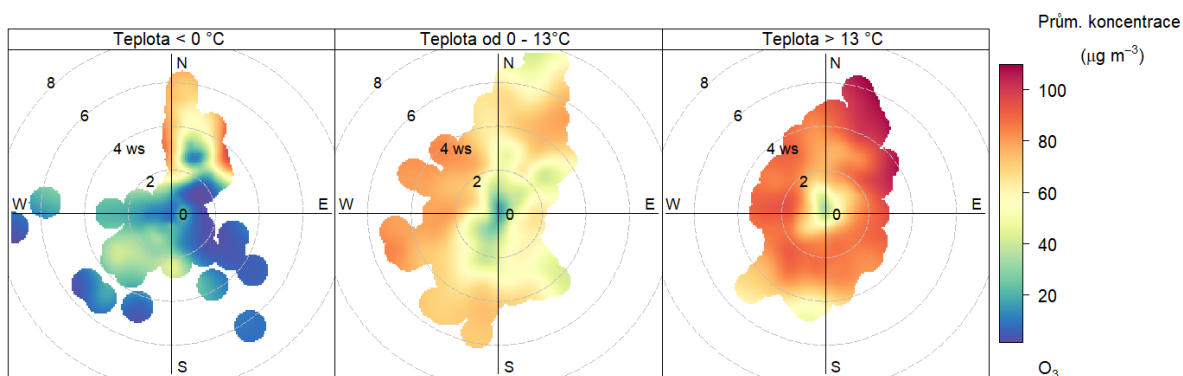 Teplota < 0 °C
Teplota od 0 - 13°C
Teplota > 13 °C
Prům. koncentrace
(µg m⁻³)
N
8
6
4 ws
2
0
W
E
S
N
8
6
4 ws
2
0
W
E
S
N
8
6
4 ws
2
0
W
E
S
100
80
60
40
20
O₃